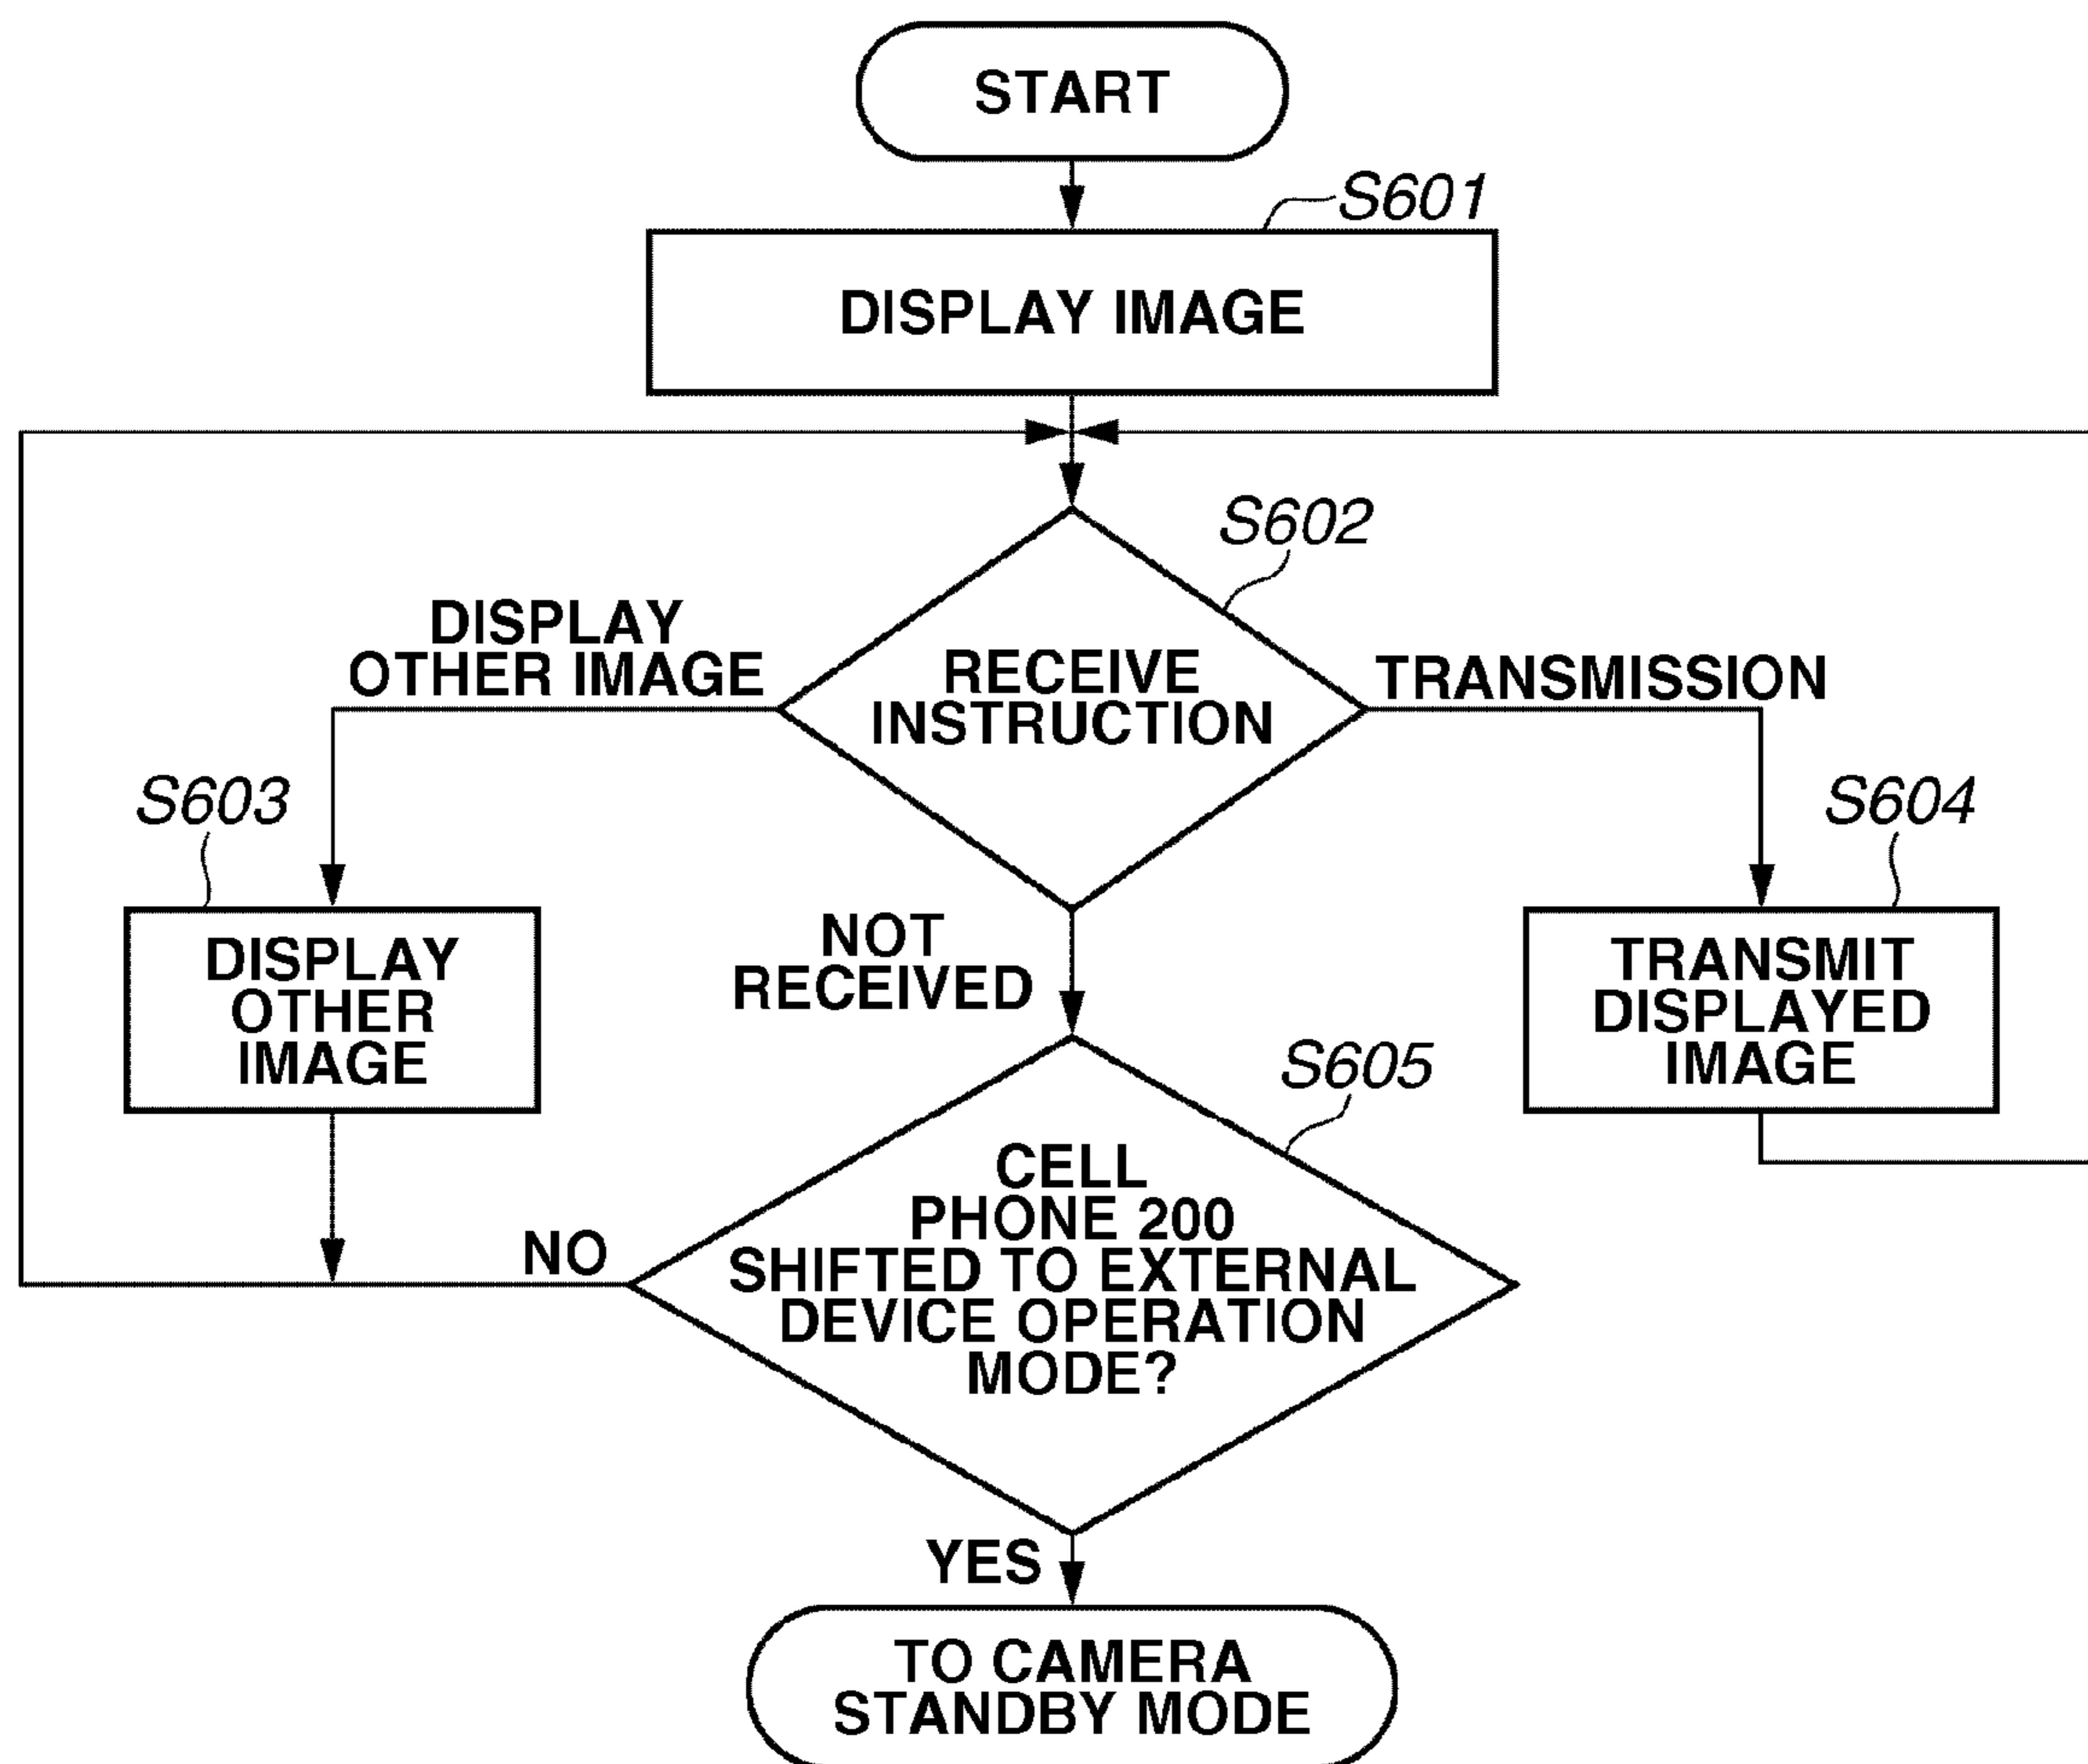 START
S601
DISPLAY IMAGE
S602
DISPLAY
OTHER IMAGE
RECEIVE
INSTRUCTION
TRANSMISSION
S603
S604
DISPLAY
OTHER
IMAGE
NOT
RECEIVED
TRANSMIT
DISPLAYED
IMAGE
S605
CELL
PHONE 200
SHIFTED TO EXTERNAL
DEVICE OPERATION
MODE?
NO
YES
TO CAMERA
STANDBY MODE